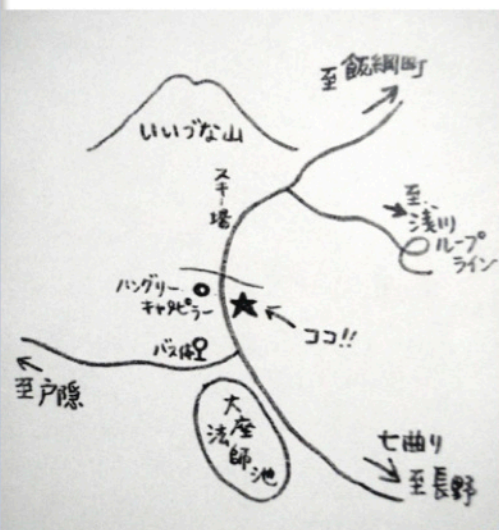 至飯綱町
いいづな山
スキー場
至..
浅川
ループ
ライン
ハングリー
キャタピラー
ココ!!
バス停
至戸隠
大座
法師池
七曲り
至長野